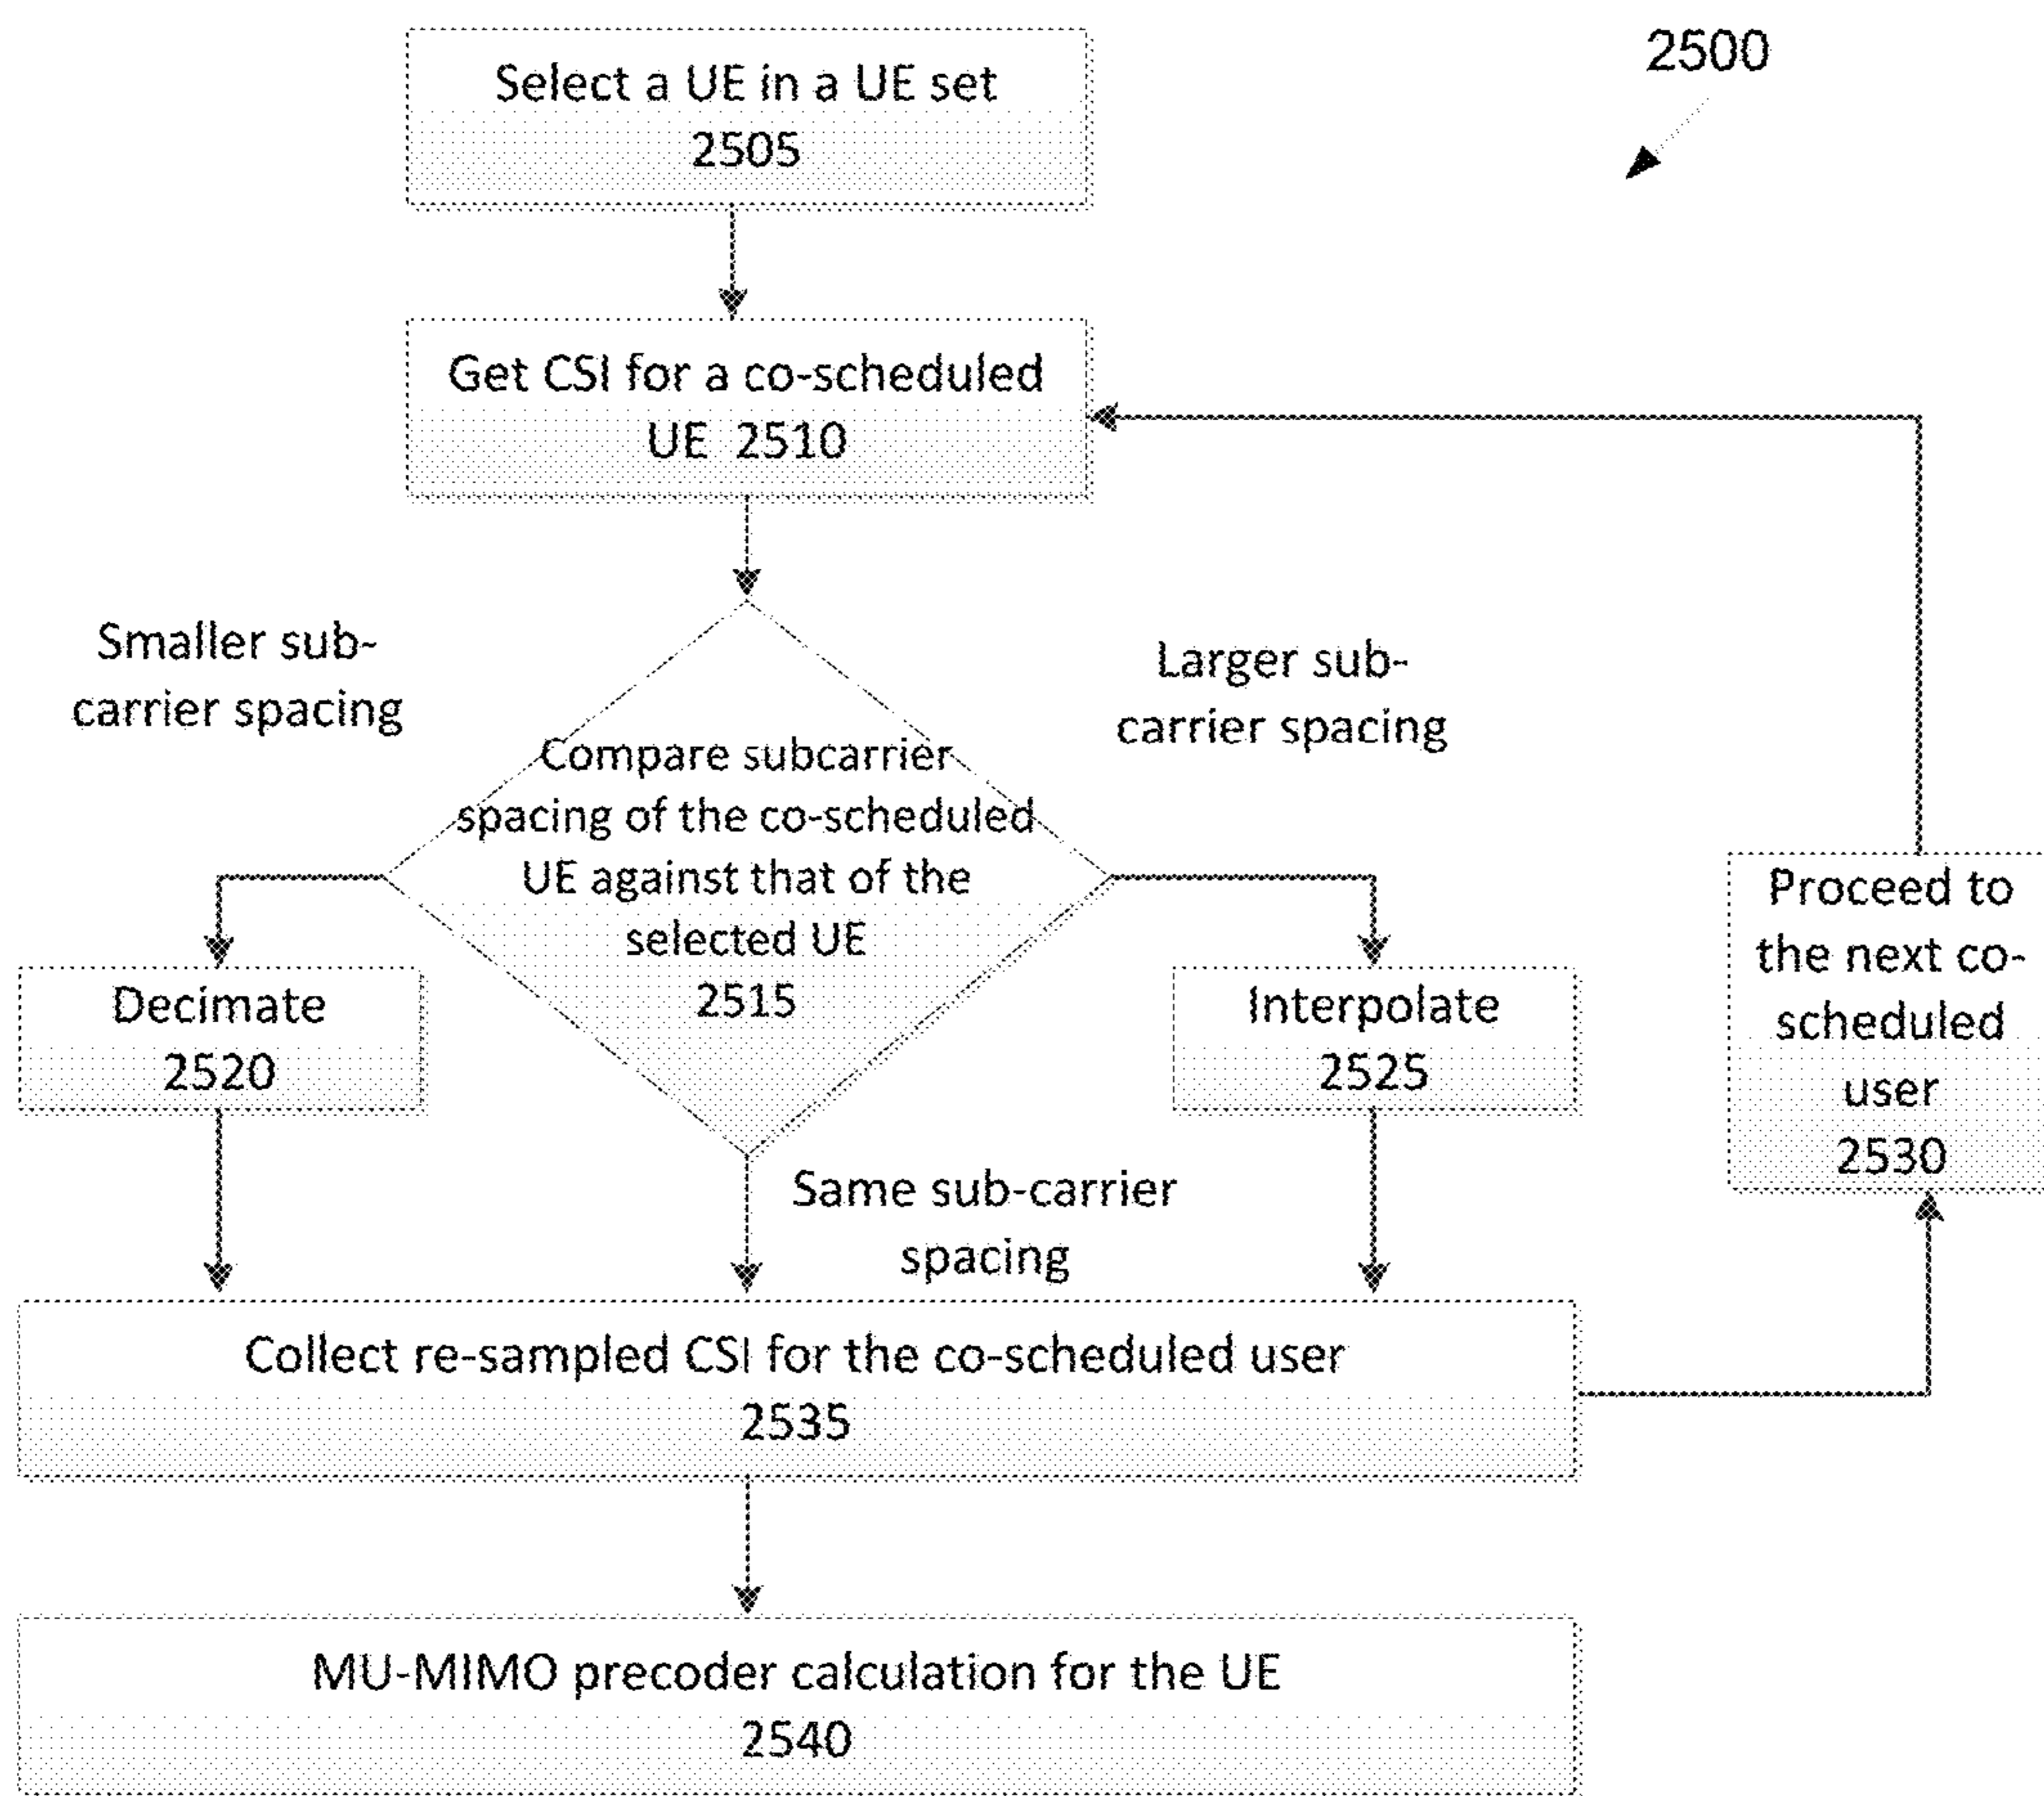 2500
Select a UE in a UE set
2505
Get CSI for a co-scheduled
UE 2510
Smaller sub-
carrier spacing
Larger sub-
carrier spacing
Compare subcarrier
spacing of the co-scheduled
UE against that of the
selected UE
2515
Decimate
2520
Interpolate
2525
Proceed to
the next co-
scheduled
user
2530
Same sub-carrier
spacing
Collect re-sampled CSI for the co-scheduled user
2535
MU-MIMO precoder calculation for the UE
2540